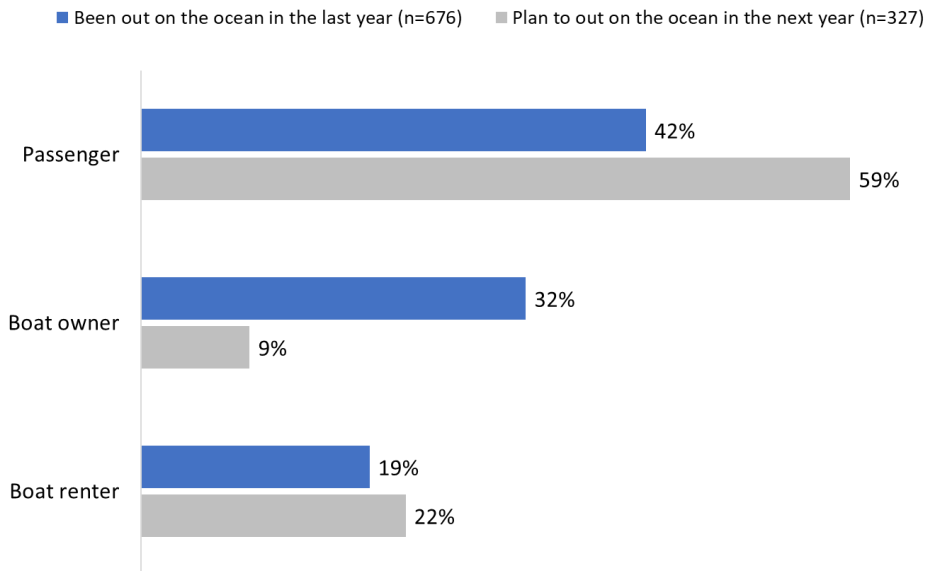 Been out on the ocean in the last year (n=676) Plan to out on the ocean in the next year (n=327)
Passenger
42%
59%
Boat owner
32%
9%
Boat renter
19%
22%